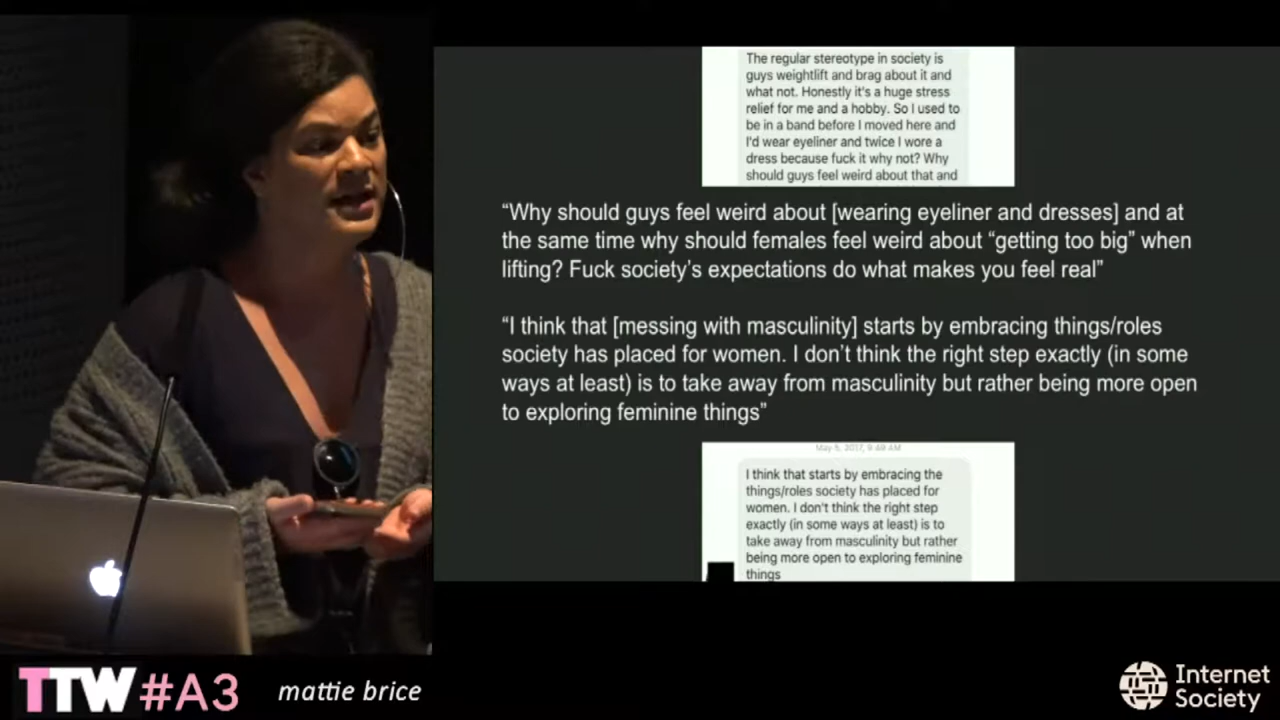 The regular stereotype in society is
guys weightlift and brag about it and
what not. Honestly it's a huge stress
relief for me and a hobby. So I used to
be in a band before I moved here and
I'd wear eyeliner and twice I wore a
dress because fuck it why not? Why
should guys feel weird about that and
“Why should guys feel weird about [wearing eyeliner and dresses] and at
the same time why should females feel weird about “getting too big” when
lifting? Fuck society’s expectations do what makes you feel real”
“I think that [messing with masculinity] starts by embracing things/roles
society has placed for women. I don’t think the right step exactly (in some
ways at least) is to take away from masculinity but rather being more open
to exploring feminine things”
May 5, 2017, 9:49 AM
I think that starts by embracing the
things/roles society has placed for
women. I don't think the right step
exactly (in some ways at least) is to
take away from masculinity but rather
being more open to exploring feminine
things
TTW#A3
mattie brice
Internet
Society